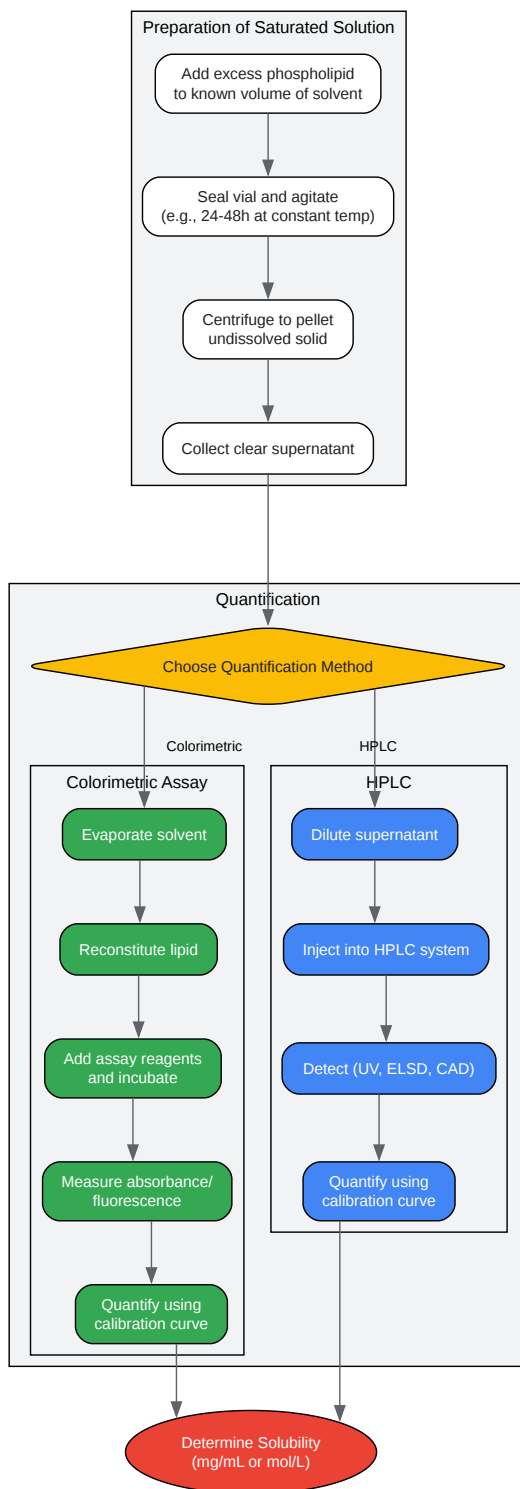 Preparation of Saturated Solution
Add excess phospholipid
to known volume of solvent
Seal vial and agitate
(e.g., 24-48h at constant temp)
Centrifuge to pellet
undissolved solid
Collect clear supernatant
Quantification
Choose Quantification Method
Colorimetric
HPLC
Colorimetric Assay
Evaporate solvent
Reconstitute lipid
Add assay reagents
and incubate
Measure absorbance/
fluorescence
Quantify using
calibration curve
HPLC
Dilute supernatant
Inject into HPLC system
Detect (UV, ELSD, CAD)
Quantify using
calibration curve
Determine Solubility
(mg/mL or mol/L)